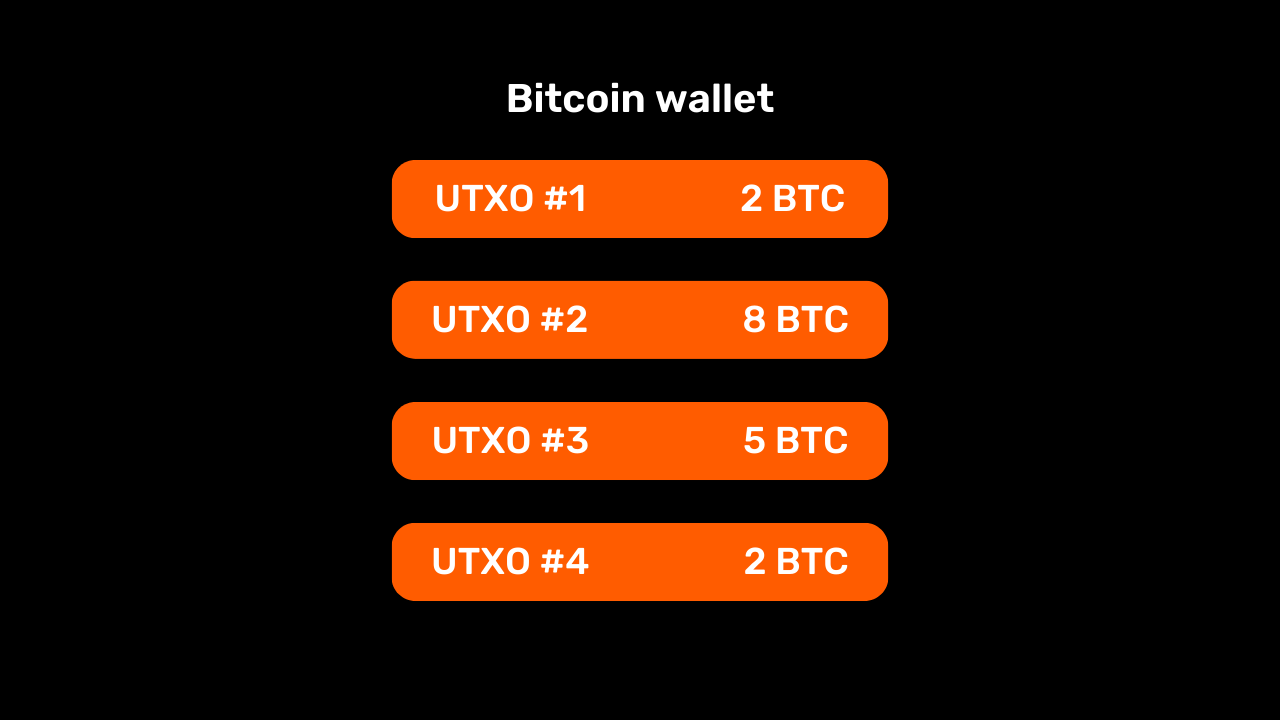 Bitcoin wallet
UTXO #1 2 BTC
UTXO #2 8 BTC
UTXO #3 5 BTC
UTXO #4 2 BTC